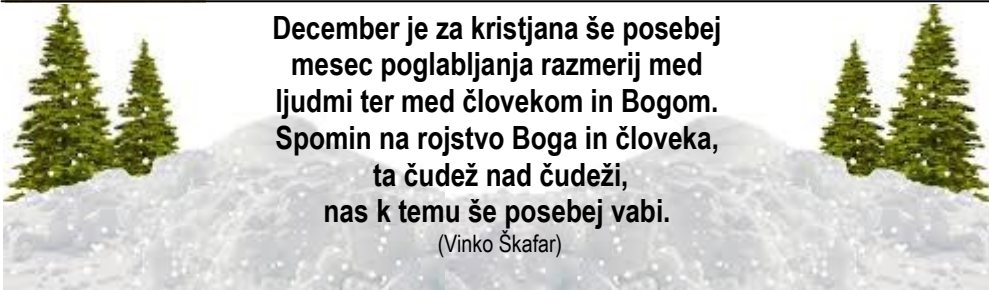 December je za kristjana še posebej
mesec poglabljanja razmerij med
ljudmi ter med človekom in Bogom.
Spomin na rojstvo Boga in človeka,
ta čudež nad čudeži,
nas k temu še posebej vabi.
(Vinko Škafar)